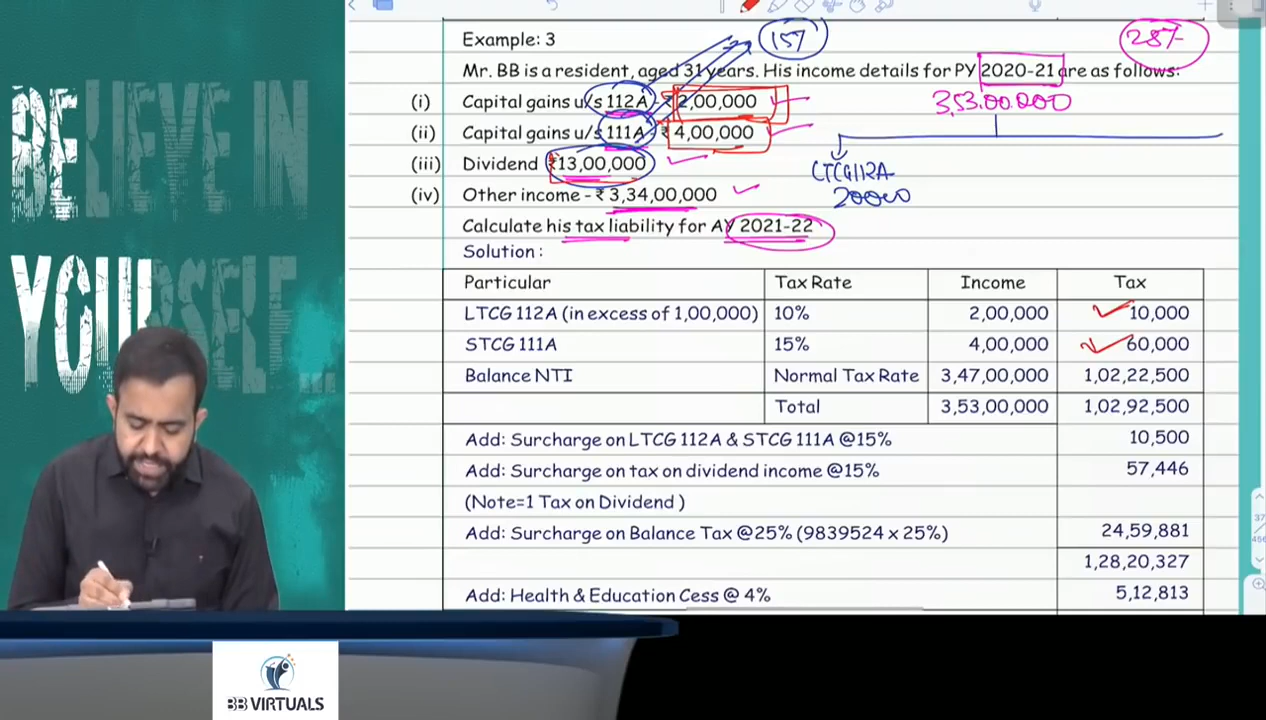 BELIEVE IN
YOURSELF...
Example: 3
157
25%
Mr. BB is a resident, aged 31 years. His income details for PY 2020-21 are as follows:
(i) Capital gains u/s 112A - ₹ 2,00,000
3,53,00,000
(ii) Capital gains u/s 111A - ₹ 4,00,000
(iii) Dividend ₹13,00,000
LTCG112A
200000
(iv) Other income - ₹ 3,34,00,000
Calculate his tax liability for AY 2021-22
Solution :
Particular Tax Rate Income Tax
LTCG 112A (in excess of 1,00,000) 10% 2,00,000 10,000
STCG 111A 15% 4,00,000 60,000
Balance NTI Normal Tax Rate 3,47,00,000 1,02,22,500
Total 3,53,00,000 1,02,92,500
Add: Surcharge on LTCG 112A & STCG 111A @15% 10,500
Add: Surcharge on tax on dividend income @15% 57,446
(Note=1 Tax on Dividend )
Add: Surcharge on Balance Tax @25% (9839524 x 25%) 24,59,881
1,28,20,327
Add: Health & Education Cess @ 4% 5,12,813
BB VIRTUALS